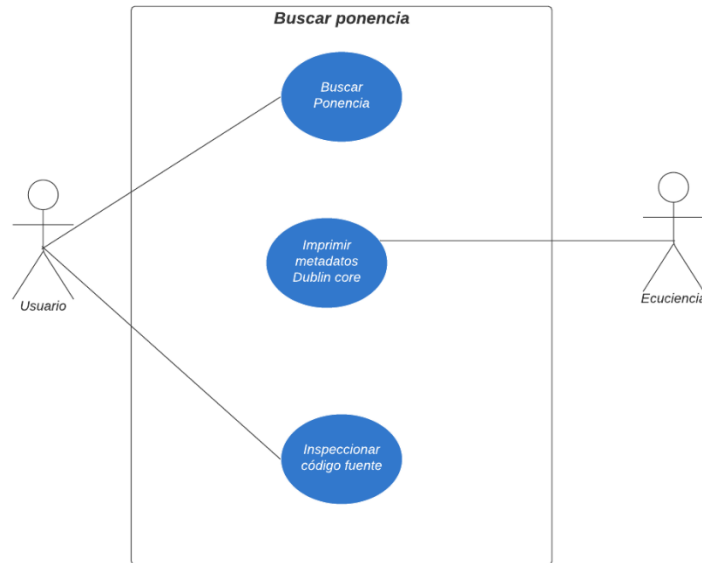 Buscar ponencia
Buscar
Ponencia
Imprimir
metadatos
Dublin core
Usuario
Ecuciencia
Inspeccionar
código fuente